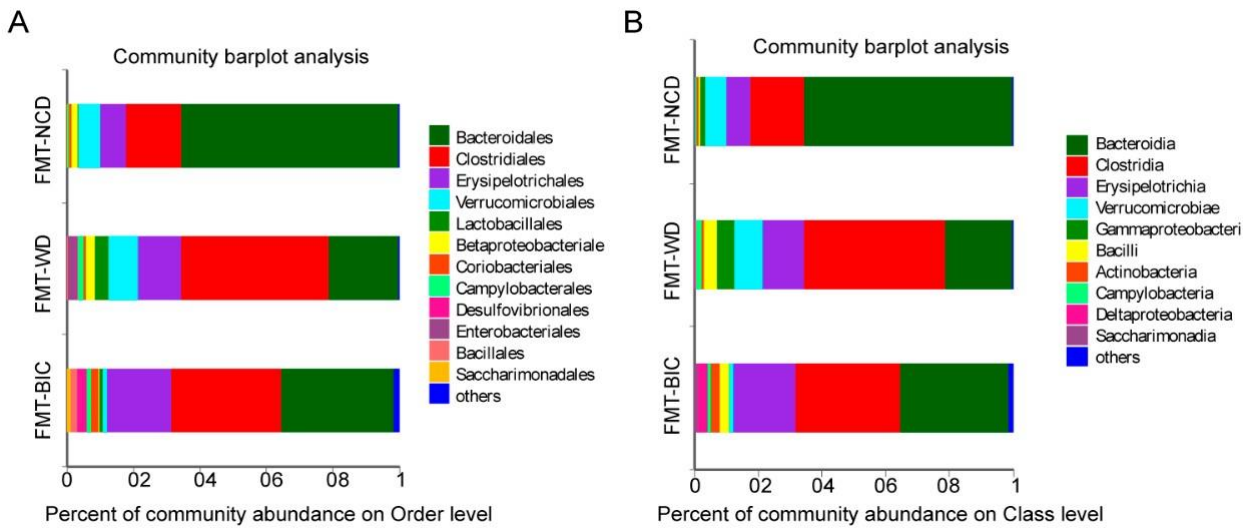 A
Community barplot analysis
FMT-NCD
FMT-WD
FMT-BIC
0 02 04 06 08 1
Percent of community abundance on Order level
Bacteroidales
Clostridiales
Erysipelotrichales
Verrucomicrobiales
Lactobacillales
Betaproteobacteriale
Coriobacteriales
Campylobacterales
Desulfovibrionales
Enterobacteriales
Bacillales
Saccharimonadales
others
B
Community barplot analysis
FMT-NCD
FMT-WD
FMT-BIC
0 02 04 06 08 1
Percent of community abundance on Class level
Bacteroidia
Clostridia
Erysipelotrichia
Verrucomicrobiae
Gammaproteobacteri
Bacilli
Actinobacteria
Campylobacteria
Deltaproteobacteria
Saccharimonadia
others